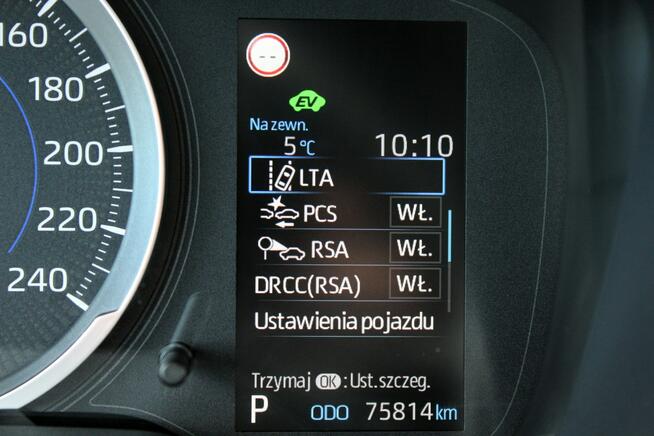 160
180
200
220
240
--
EV
Na zewn.
5°C 10:10
LTA
PCS WŁ.
RSA WŁ.
DRCC(RSA) WŁ.
Ustawienia pojazdu
Trzymaj OK : Ust.szczeg.
P ODO 75814 km